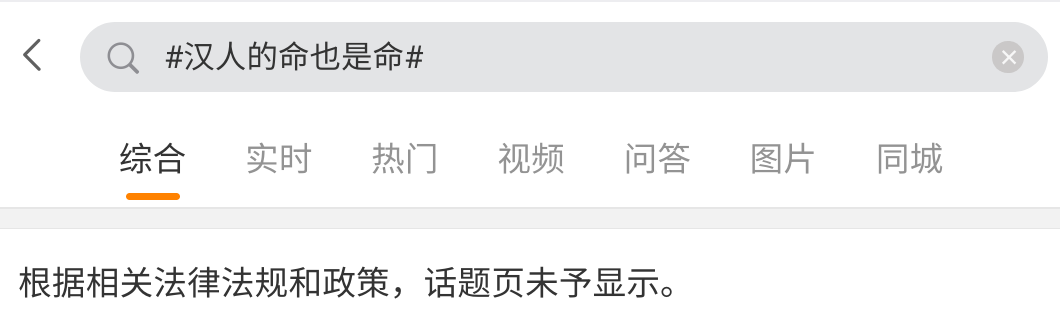 #汉人的命也是命#
综合 实时 热门 视频 问答 图片 同城
根据相关法律法规和政策，话题页未予显示。